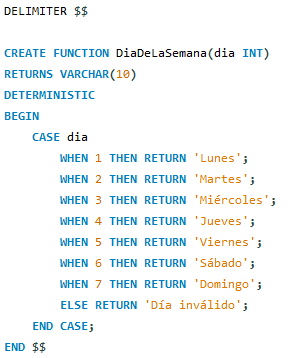 DELIMITER $$

CREATE FUNCTION DiaDeLaSemana(dia INT)
RETURNS VARCHAR(10)
DETERMINISTIC
BEGIN
    CASE dia
        WHEN 1 THEN RETURN 'Lunes';
        WHEN 2 THEN RETURN 'Martes';
        WHEN 3 THEN RETURN 'Miércoles';
        WHEN 4 THEN RETURN 'Jueves';
        WHEN 5 THEN RETURN 'Viernes';
        WHEN 6 THEN RETURN 'Sábado';
        WHEN 7 THEN RETURN 'Domingo';
        ELSE RETURN 'Día inválido';
    END CASE;
END $$